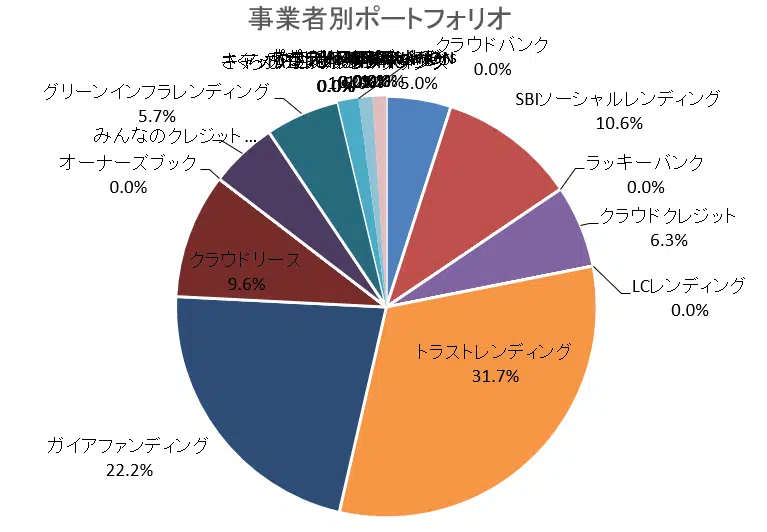 事業者別ポートフォリオ
クラウドバンク
0.0%
5.0%
SBIソーシャルレンディング
10.6%
ラッキーバンク
0.0%
クラウドクレジット
6.3%
LCレンディング
0.0%
トラストレンディング
31.7%
ガイアファンディング
22.2%
クラウドリース
9.6%
オーナーズブック
0.0%
みんなのクレジット...
グリーンインフラレンディング
5.7%
0.0%